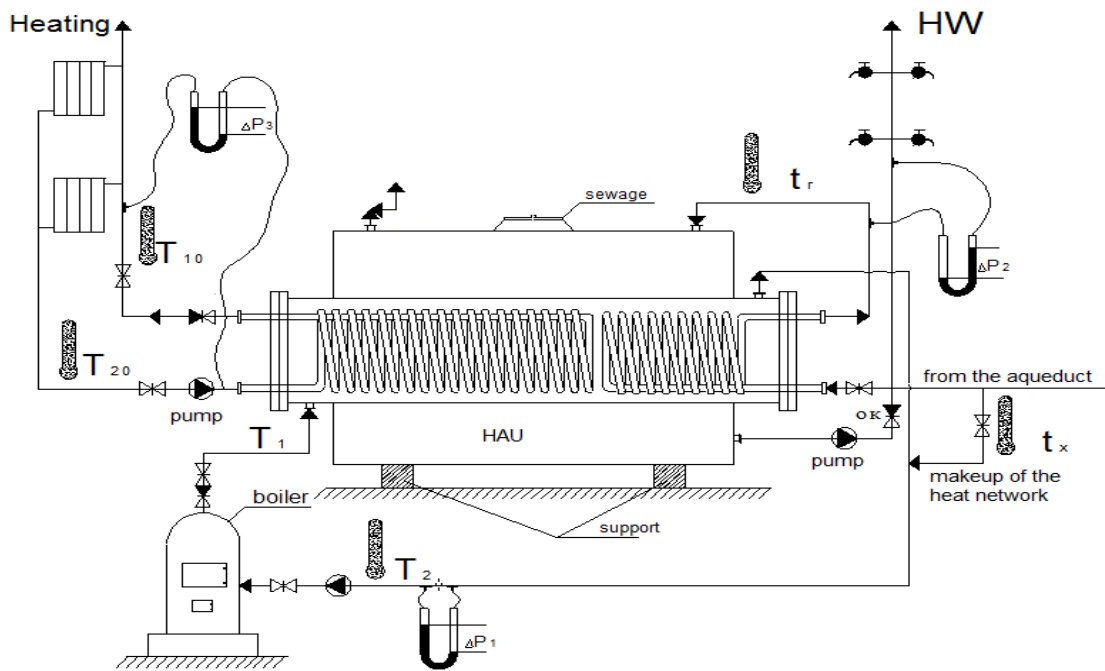 Heating
HW
ΔP3
tr
sewage
T10
ΔP2
T20
from the aqueduct
pump
T1
HAU
OK
pump
tx
makeup of the
heat network
boiler
support
T2
ΔP1